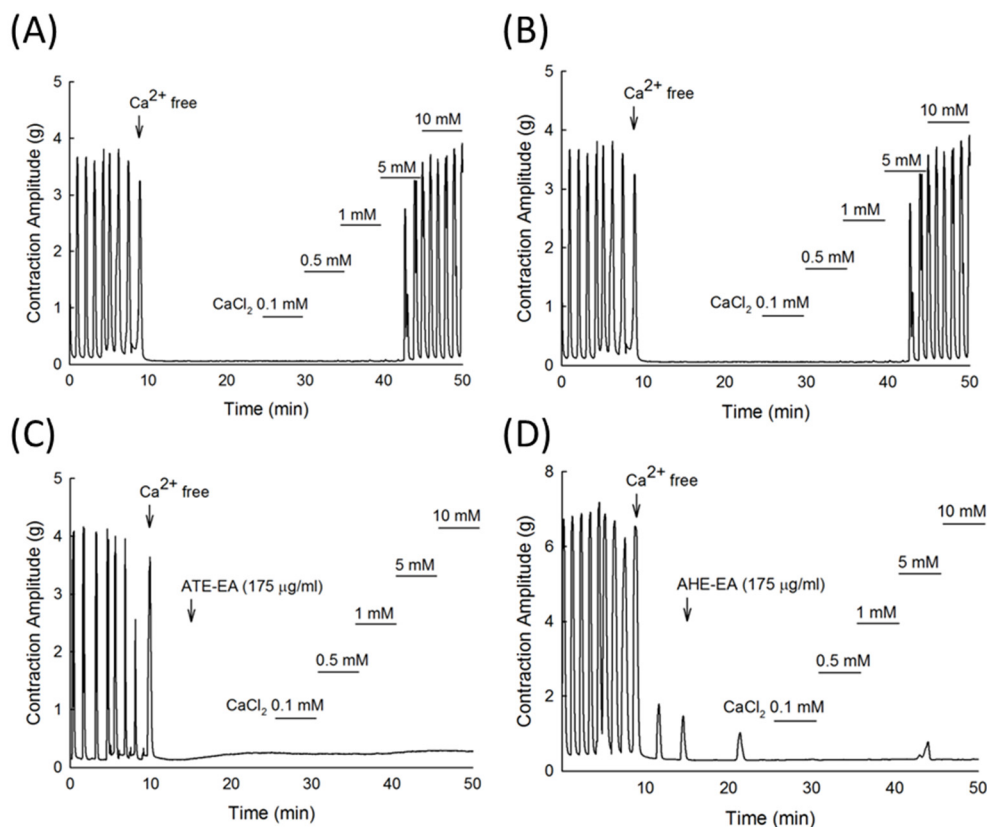 (A)
Contraction Amplitude (g)
5
4
3
2
1
0
Ca2+ free
10 mM
5 mM
1 mM
0.5 mM
CaCl2 0.1 mM
0 10 20 30 40 50
Time (min)
(B)
Contraction Amplitude (g)
5
4
3
2
1
0
Ca2+ free
10 mM
5 mM
1 mM
0.5 mM
CaCl2 0.1 mM
0 10 20 30 40 50
Time (min)
(C)
Contraction Amplitude (g)
5
4
3
2
1
0
Ca2+ free
10 mM
ATE-EA (175 μg/ml)
5 mM
1 mM
0.5 mM
CaCl2 0.1 mM
0 10 20 30 40 50
Time (min)
(D)
Contraction Amplitude (g)
8
6
4
2
0
Ca2+ free
10 mM
AHE-EA (175 μg/ml)
5 mM
1 mM
0.5 mM
CaCl2 0.1 mM
0 10 20 30 40 50
Time (min)